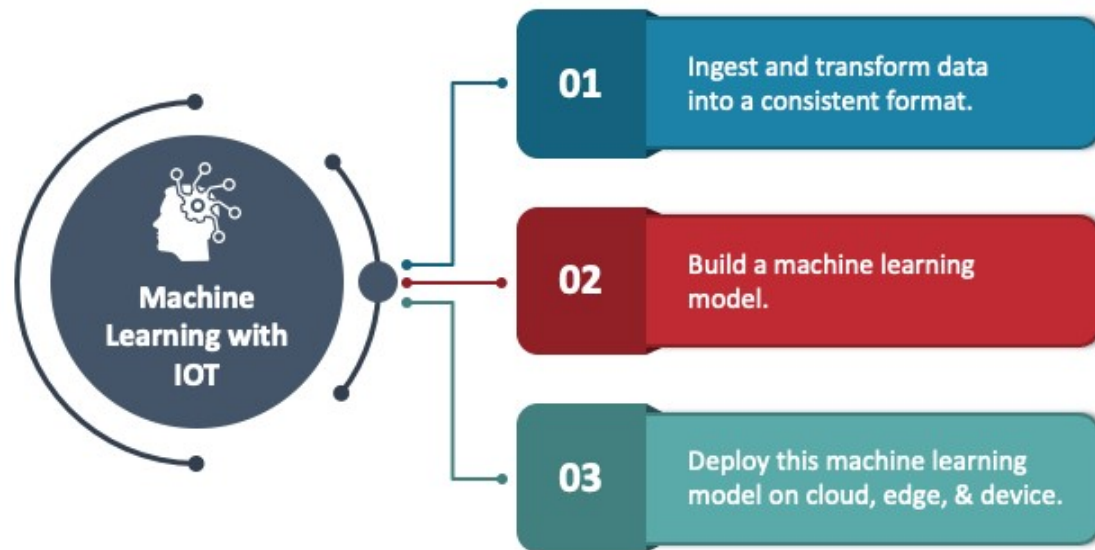 Machine
Learning with
IOT
01
Ingest and transform data
into a consistent format.
02
Build a machine learning
model.
03
Deploy this machine learning
model on cloud, edge, & device.